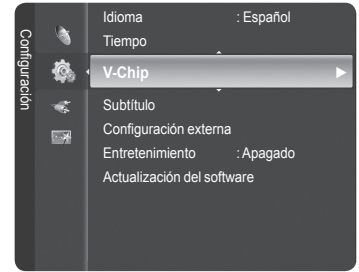 Configuración
Idioma : Español
Tiempo
V-Chip
Subtítulo
Configuración externa
Entretenimiento : Apagado
Actualización del software